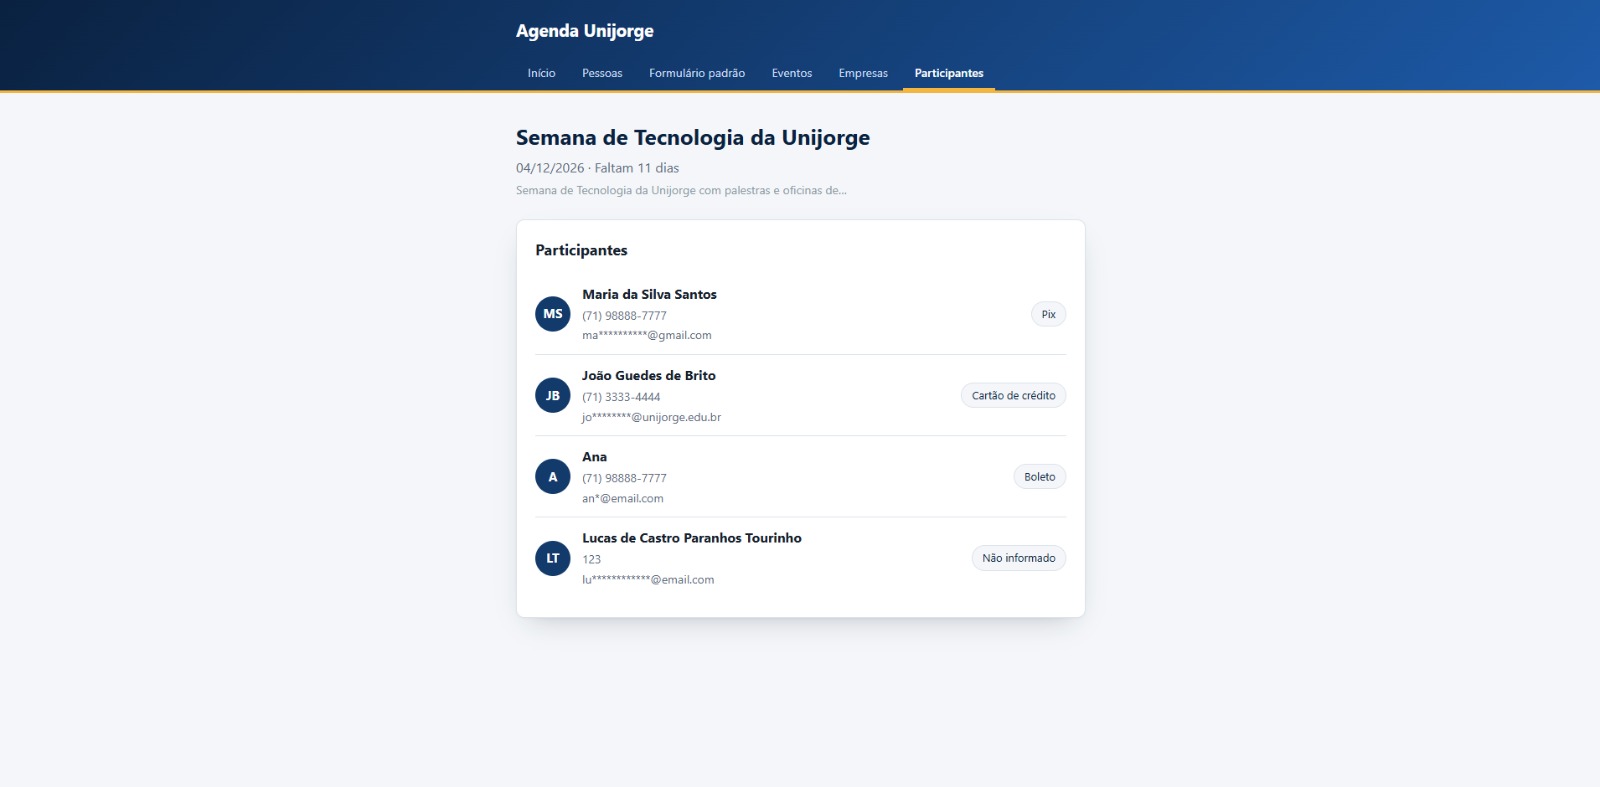 Agenda Unijorge
Início Pessoas Formulário padrão Eventos Empresas Participantes
Semana de Tecnologia da Unijorge
04/12/2026 · Faltam 11 dias
Semana de Tecnologia da Unijorge com palestras e oficinas de...
Participantes
MS
Maria da Silva Santos
(71) 98888-7777
ma**********@gmail.com
Pix
JB
João Guedes de Brito
(71) 3333-4444
jo********@unijorge.edu.br
Cartão de crédito
A
Ana
(71) 98888-7777
an*@email.com
Boleto
LT
Lucas de Castro Paranhos Tourinho
123
lu************@email.com
Não informado